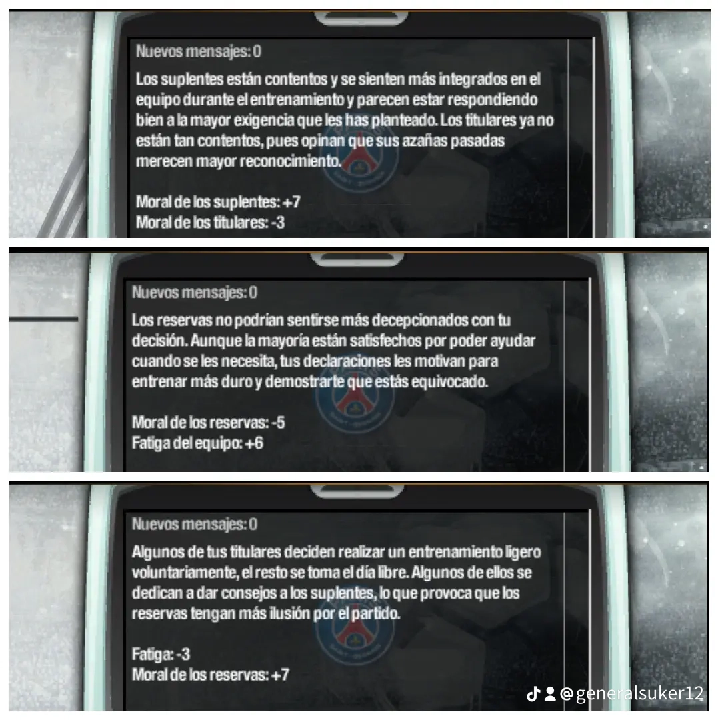 Nuevos mensajes: 0
Los suplentes están contentos y se sienten más integrados en el
equipo durante el entrenamiento y parecen estar respondiendo
bien a la mayor exigencia que les has planteado. Los titulares ya no
están tan contentos, pues opinan que sus azañas pasadas
merecen mayor reconocimiento.
Moral de los suplentes: +7
Moral de los titulares: -3
Nuevos mensajes: 0
Los reservas no podrían sentirse más decepcionados con tu
decisión. Aunque la mayoría están satisfechos por poder ayudar
cuando se les necesita, tus declaraciones les motivan para
entrenar más duro y demostrarte que estás equivocado.
Moral de los reservas: -5
Fatiga del equipo: +6
Nuevos mensajes: 0
Algunos de tus titulares deciden realizar un entrenamiento ligero
voluntariamente, el resto se toma el día libre. Algunos de ellos se
dedican a dar consejos a los suplentes, lo que provoca que los
reservas tengan más ilusión por el partido.
Fatiga: -3
Moral de los reservas: +7
@generalsuker12